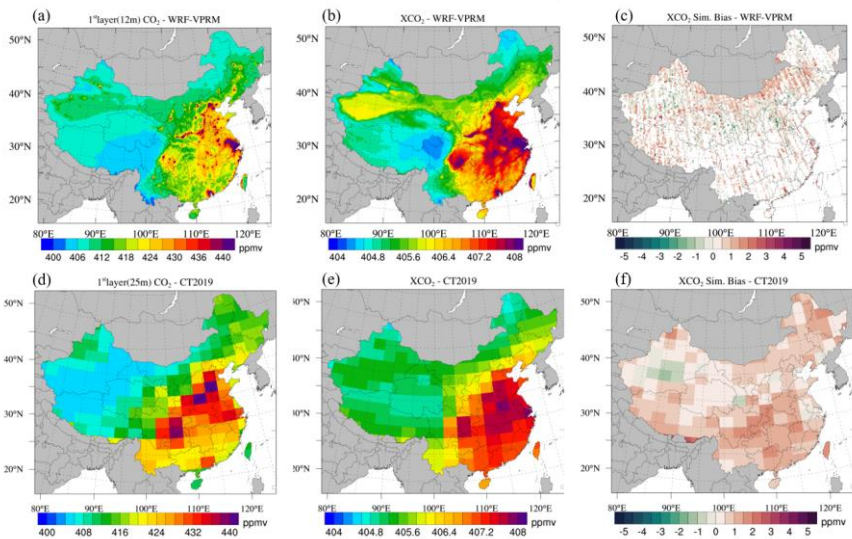 (a) 1ˢᵗlayer(12m) CO₂ - WRF-VPRM
50°N
40°N
30°N
20°N
80°E 90°E 100°E 110°E 120°E
ppmv
400 406 412 418 424 430 436 440
(b) XCO₂ - WRF-VPRM
50°N
40°N
30°N
20°N
80°E 90°E 100°E 110°E 120°E
ppmv
404 404.8 405.6 406.4 407.2 408
(c) XCO₂ Sim. Bias - WRF-VPRM
50°N
40°N
30°N
20°N
80°E 90°E 100°E 110°E 120°E
ppmv
-5 -4 -3 -2 -1 0 1 2 3 4 5
(d) 1ˢᵗlayer(25m) CO₂ - CT2019
50°N
40°N
30°N
20°N
80°E 90°E 100°E 110°E 120°E
ppmv
400 408 416 424 432 440
(e) XCO₂ - CT2019
50°N
40°N
30°N
20°N
80°E 90°E 100°E 110°E 120°E
ppmv
404 404.8 405.6 406.4 407.2 408
(f) XCO₂ Sim. Bias - CT2019
50°N
40°N
30°N
20°N
80°E 90°E 100°E 110°E 120°E
ppmv
-5 -4 -3 -2 -1 0 1 2 3 4 5